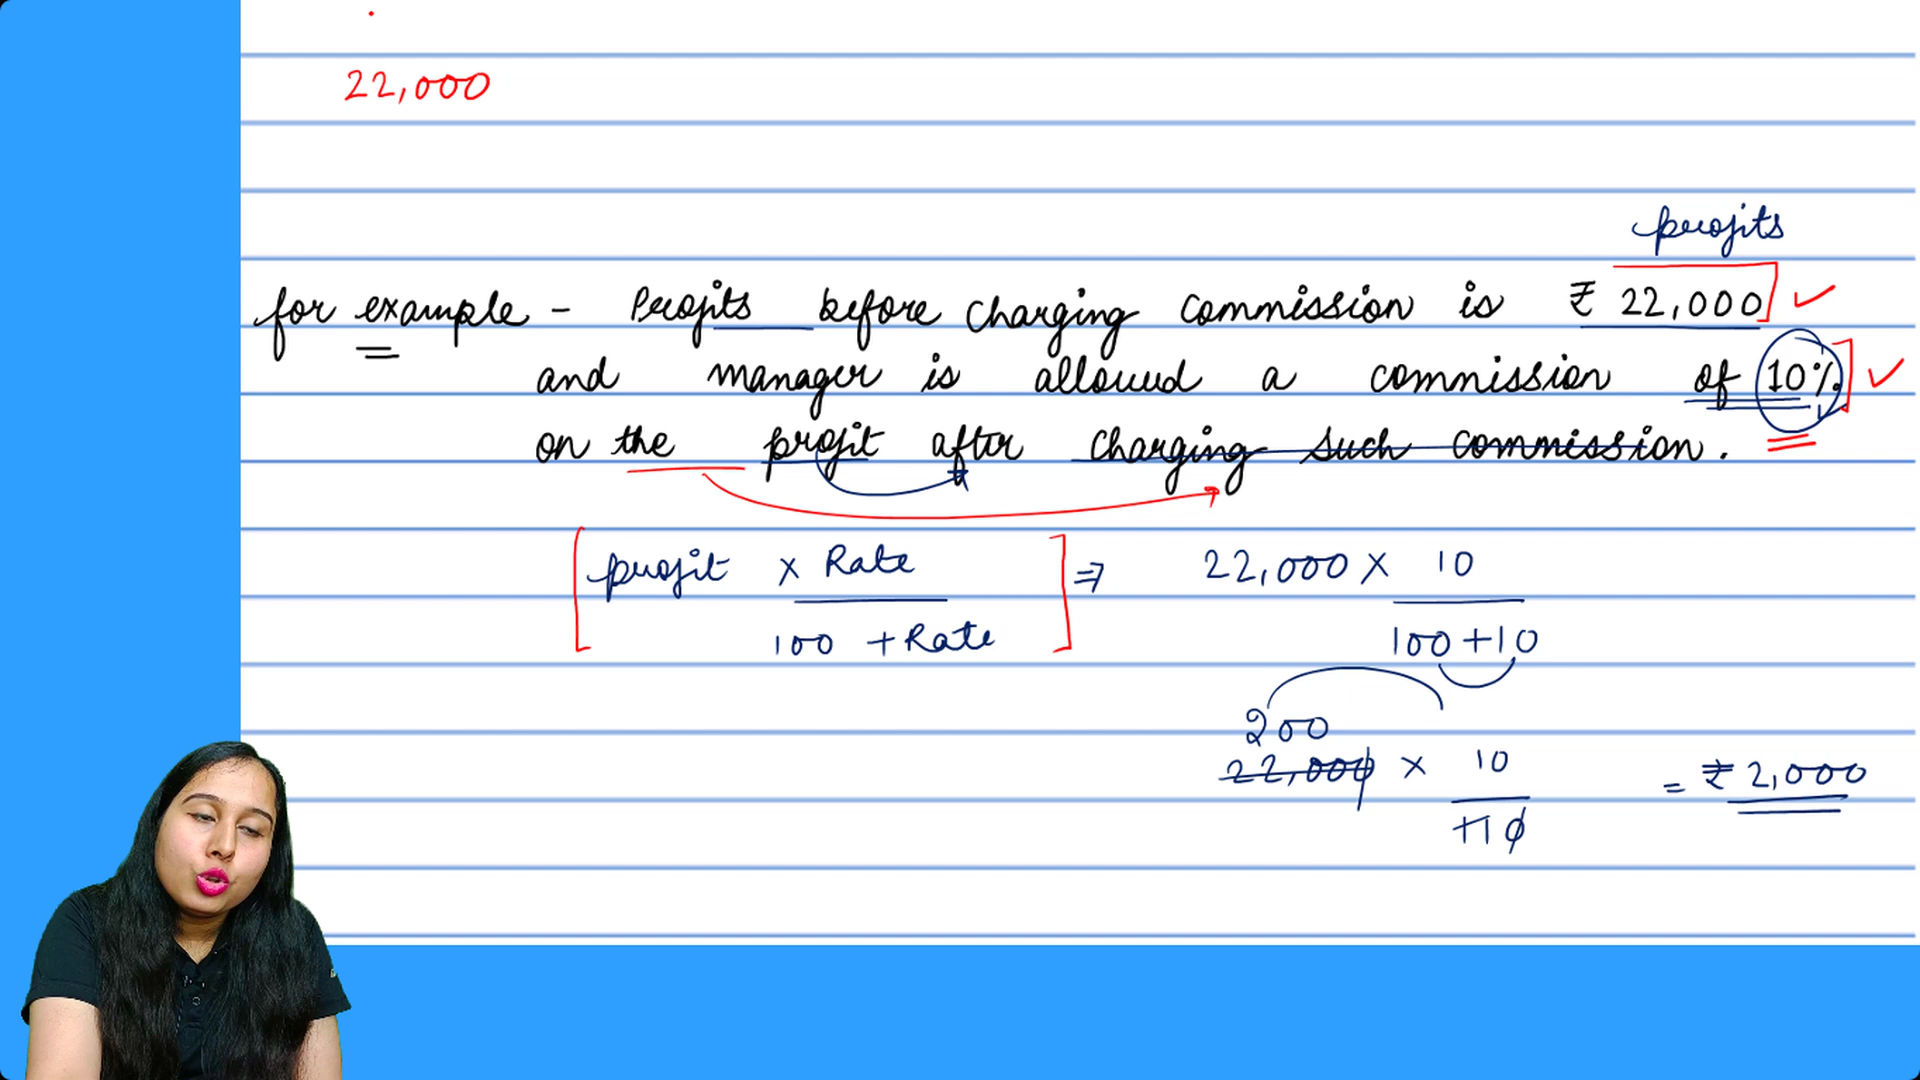 22,000
profits
for example - Profits before charging commission is ₹ 22,000
and manager is allowed a commission of 10%
on the profit after charging such commission.
profit × Rate ⇒ 22,000 × 10
100 + Rate 100 + 10
200
22,000 × 10 = ₹ 2,000
110